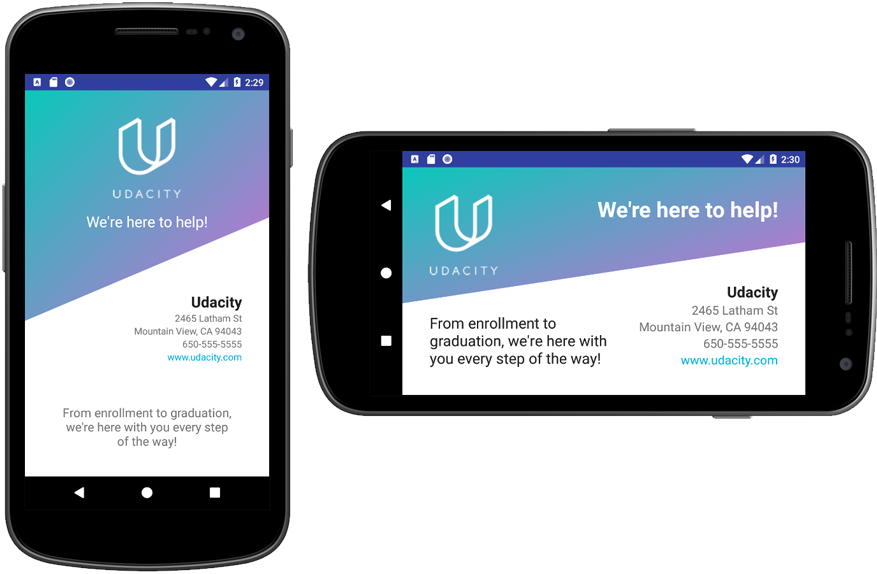 2:29
UDACITY
We're here to help!
Udacity
2465 Latham St
Mountain View, CA 94043
650-555-5555
www.udacity.com
From enrollment to graduation,
we're here with you every step
of the way!
2:30
We're here to help!
UDACITY
Udacity
2465 Latham St
Mountain View, CA 94043
650-555-5555
www.udacity.com
From enrollment to
graduation, we're here with
you every step of the way!